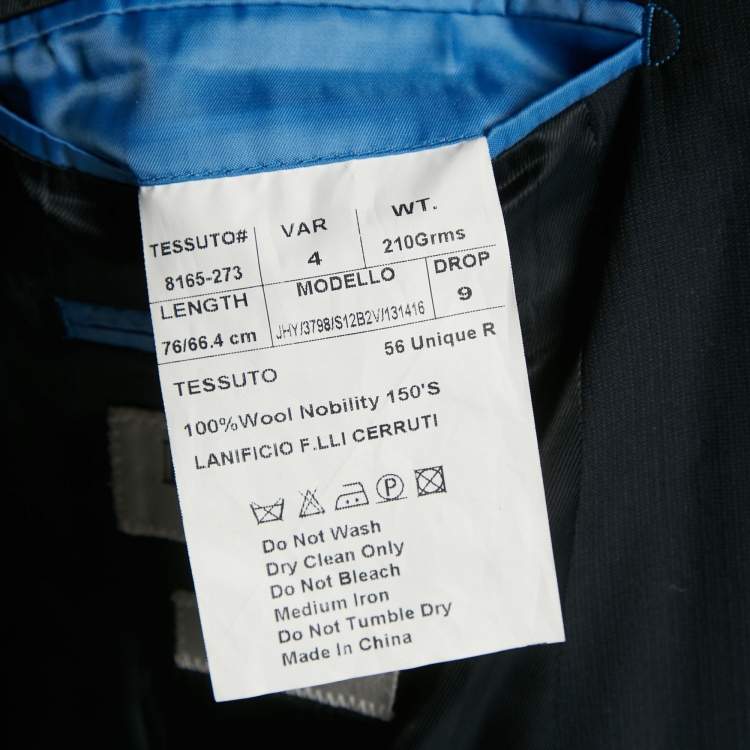 TESSUTO# VAR WT.
8165-273 4 210Grms
LENGTH MODELLO DROP
76/66.4 cm JHY/3798/S12B2V/131416 9
56 Unique R
TESSUTO
100%Wool Nobility 150'S
LANIFICIO F.LLI CERRUTI
P
Do Not Wash
Dry Clean Only
Do Not Bleach
Medium Iron
Do Not Tumble Dry
Made In China